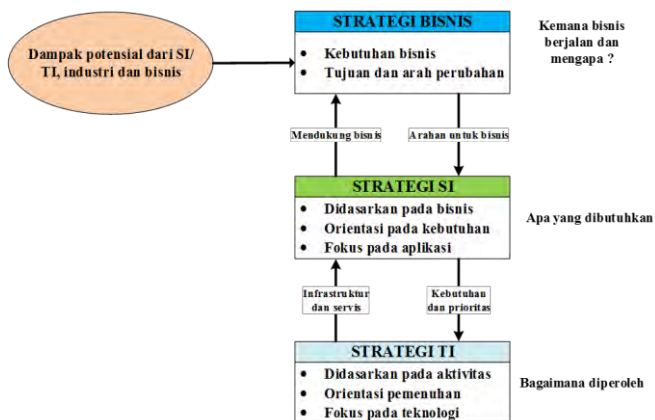 STRATEGI BISNIS
• Kebutuhan bisnis
• Tujuan dan arah perubahan
Dampak potensial dari SI/
TI, industri dan bisnis
Kemana bisnis
berjalan dan
mengapa ?
Mendukung bisnis
Arahan untuk bisnis
STRATEGI SI
• Didasarkan pada bisnis
• Orientasi pada kebutuhan
• Fokus pada aplikasi
Apa yang dibutuhkan
Infrastruktur
dan servis
Kebutuhan
dan prioritas
STRATEGI TI
• Didasarkan pada aktivitas
• Orientasi pemenuhan
• Fokus pada teknologi
Bagaimana diperoleh